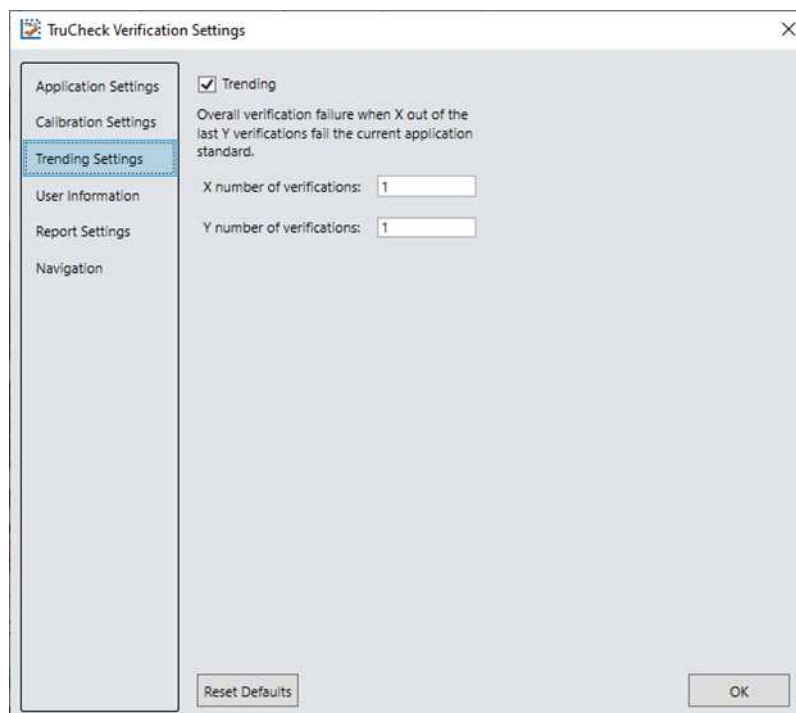 TruCheck Verification Settings
Application Settings
Calibration Settings
Trending Settings
User Information
Report Settings
Navigation
Trending
Overall verification failure when X out of the
last Y verifications fail the current application
standard.
X number of verifications: 1
Y number of verifications: 1
Reset Defaults
OK